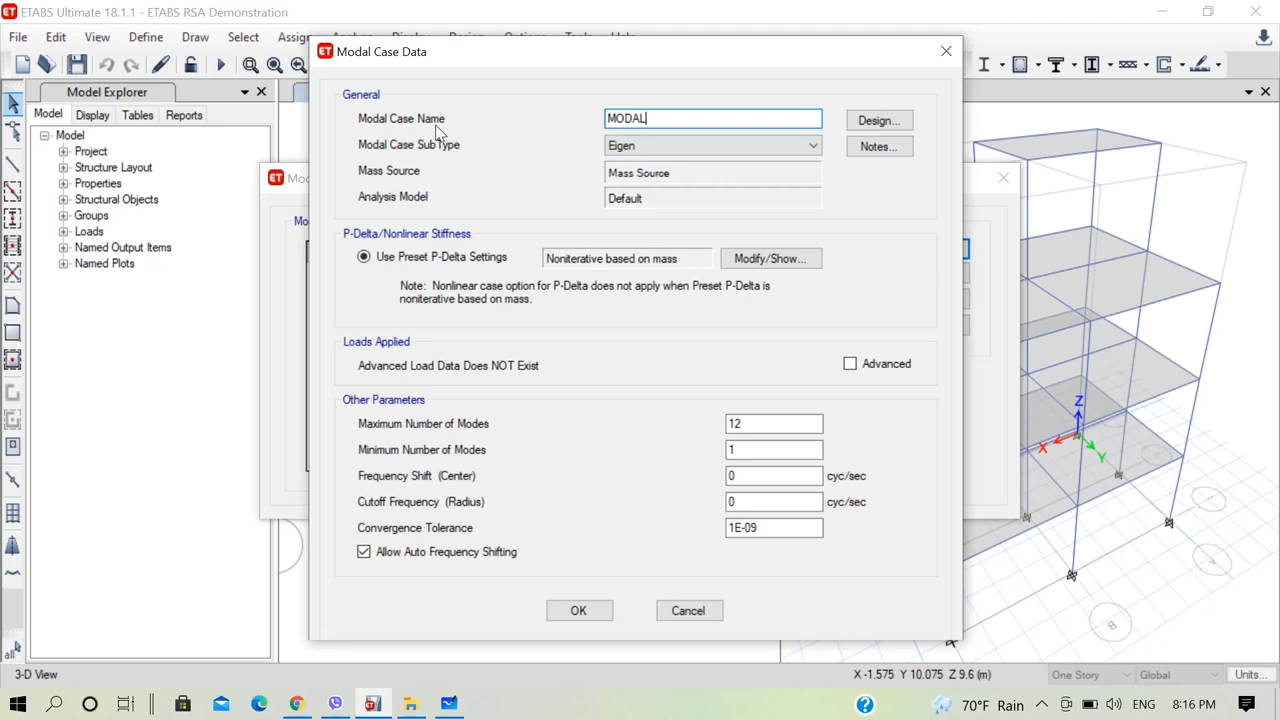 ETABS Ultimate 18.1.1 - ETABS RSA Demonstration
File Edit View Define Draw Select Assig
Model Explorer
Model Display Tables Reports
Model
Project
Structure Layout
Properties
Structural Objects
Groups
Loads
Named Output Items
Named Plots
Mo
Mo
Modal Case Data
General
Modal Case Name MODAL Design...
Modal Case SubType Eigen Notes...
Mass Source Mass Source
Analysis Model Default
P-Delta/Nonlinear Stiffness
Use Preset P-Delta Settings Noniterative based on mass Modify/Show...
Note: Nonlinear case option for P-Delta does not apply when Preset P-Delta is
noniterative based on mass.
Loads Applied
Advanced Load Data Does NOT Exist Advanced
Other Parameters
Maximum Number of Modes 12
Minimum Number of Modes 1
Frequency Shift (Center) 0 cyc/sec
Cutoff Frequency (Radius) 0 cyc/sec
Convergence Tolerance 1E-09
Allow Auto Frequency Shifting
OK Cancel
Z
X
Y
A
B
all
3-D View X -1.575 Y 10.075 Z 9.6 (m) One Story Global Units...
70°F Rain ENG 8:16 PM